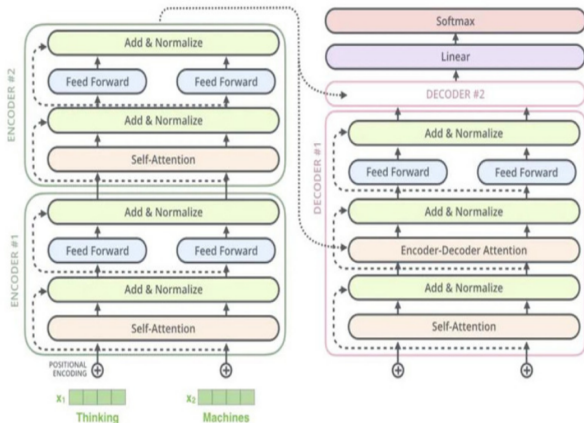 ENCODER #2
Add & Normalize
Feed Forward Feed Forward
Add & Normalize
Self-Attention
ENCODER #1
Add & Normalize
Feed Forward Feed Forward
Add & Normalize
Self-Attention
POSITIONAL
ENCODING
x₁ x₂
Thinking Machines
Softmax
Linear
DECODER #2
DECODER #1
Add & Normalize
Feed Forward Feed Forward
Add & Normalize
Encoder-Decoder Attention
Add & Normalize
Self-Attention